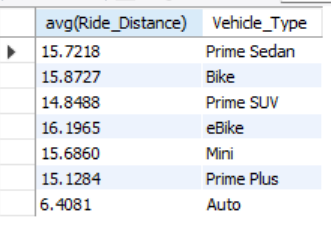 avg(Ride_Distance) Vehicle_Type
15.7218 Prime Sedan
15.8727 Bike
14.8488 Prime SUV
16.1965 eBike
15.6860 Mini
15.1284 Prime Plus
6.4081 Auto